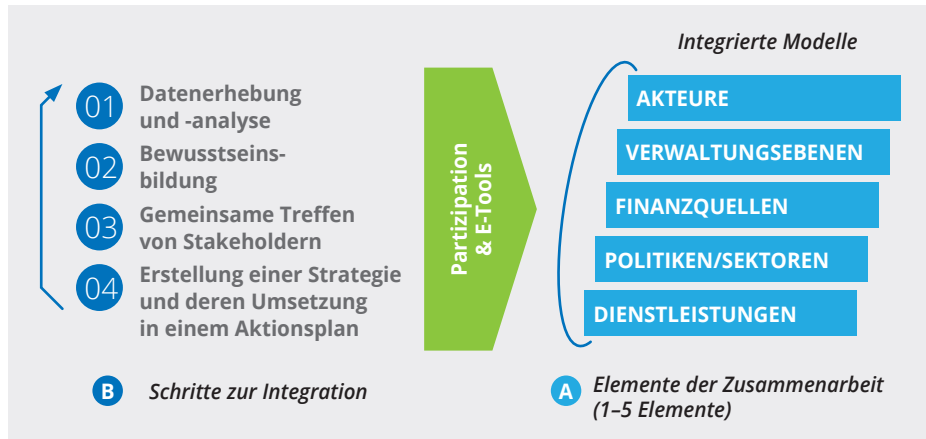 01
Datenerhebung
und -analyse
02
Bewusstseins-
bildung
03
Gemeinsame Treffen
von Stakeholdern
04
Erstellung einer Strategie
und deren Umsetzung
in einem Aktionsplan
B
Schritte zur Integration
Partizipation
& E-Tools
Integrierte Modelle
AKTEURE
VERWALTUNGSEBENEN
FINANZQUELLEN
POLITIKEN/SEKTOREN
DIENSTLEISTUNGEN
A
Elemente der Zusammenarbeit
(1–5 Elemente)